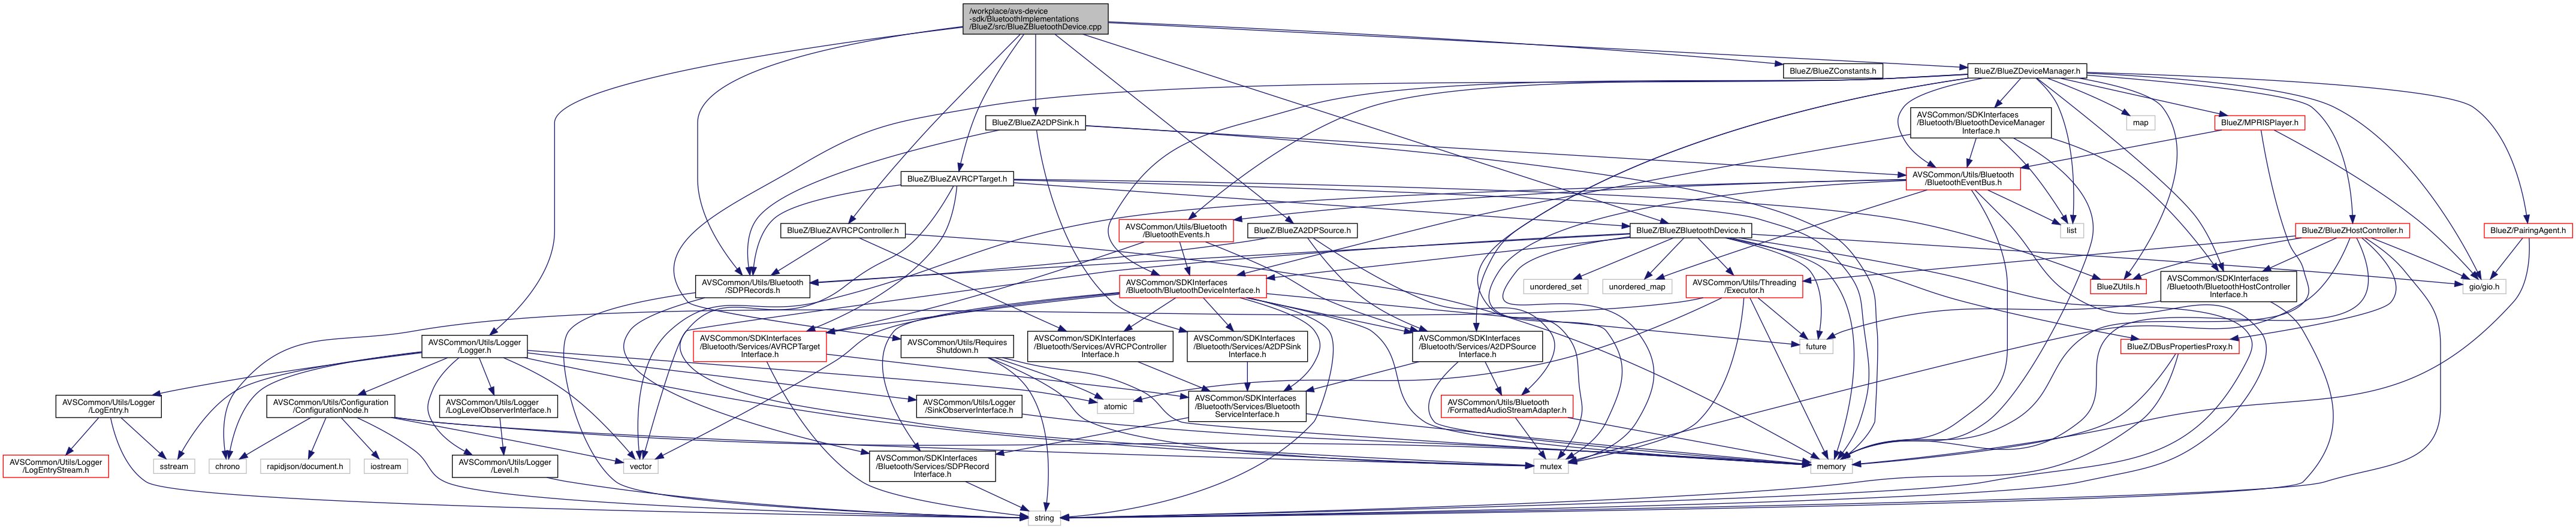 /workplace/avs-device
-sdk/BluetoothImplementations
/BlueZ/src/BlueZBluetoothDevice.cpp
BlueZ/BlueZConstants.h
BlueZ/BlueZDeviceManager.h
BlueZ/BlueZA2DPSink.h
AVSCommon/SDKInterfaces
/Bluetooth/BluetoothDeviceManager
Interface.h
map
BlueZ/MPRISPlayer.h
BlueZ/BlueZAVRCPTarget.h
AVSCommon/Utils/Bluetooth
/BluetoothEventBus.h
BlueZ/BlueZAVRCPController.h
AVSCommon/Utils/Bluetooth
/BluetoothEvents.h
BlueZ/BlueZA2DPSource.h
BlueZ/BlueZBluetoothDevice.h
list
BlueZ/BlueZHostController.h
BlueZ/PairingAgent.h
AVSCommon/Utils/Bluetooth
/SDPRecords.h
AVSCommon/SDKInterfaces
/Bluetooth/BluetoothDeviceInterface.h
unordered_set
unordered_map
AVSCommon/Utils/Threading
/Executor.h
BlueZUtils.h
AVSCommon/SDKInterfaces
/Bluetooth/BluetoothHostController
Interface.h
gio/gio.h
AVSCommon/Utils/Logger
/Logger.h
AVSCommon/SDKInterfaces
/Bluetooth/Services/AVRCPTarget
Interface.h
AVSCommon/Utils/Requires
Shutdown.h
AVSCommon/SDKInterfaces
/Bluetooth/Services/AVRCPController
Interface.h
AVSCommon/SDKInterfaces
/Bluetooth/Services/A2DPSink
Interface.h
AVSCommon/SDKInterfaces
/Bluetooth/Services/A2DPSource
Interface.h
future
BlueZ/DBusPropertiesProxy.h
AVSCommon/Utils/Logger
/LogEntry.h
AVSCommon/Utils/Configuration
/ConfigurationNode.h
AVSCommon/Utils/Logger
/LogLevelObserverInterface.h
AVSCommon/Utils/Logger
/SinkObserverInterface.h
atomic
AVSCommon/SDKInterfaces
/Bluetooth/Services/Bluetooth
ServiceInterface.h
AVSCommon/Utils/Bluetooth
/FormattedAudioStreamAdapter.h
AVSCommon/Utils/Logger
/LogEntryStream.h
sstream
chrono
rapidjson/document.h
iostream
AVSCommon/Utils/Logger
/Level.h
vector
AVSCommon/SDKInterfaces
/Bluetooth/Services/SDPRecord
Interface.h
mutex
memory
string